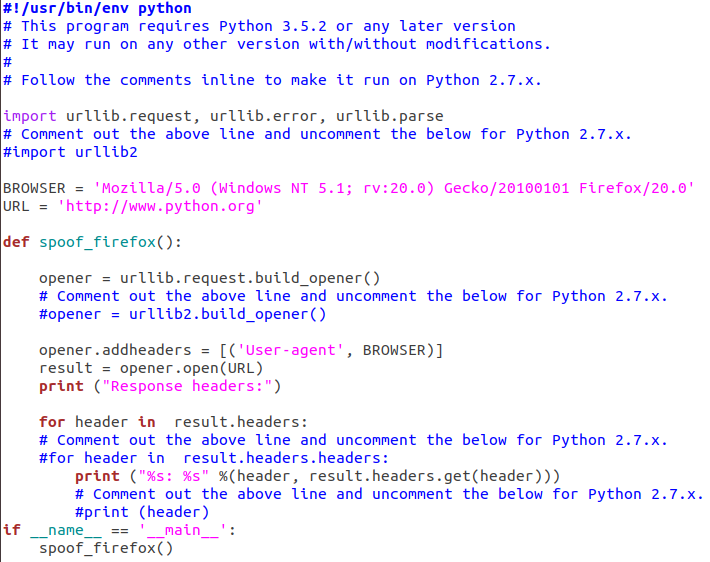 #!/usr/bin/env python
# This program requires Python 3.5.2 or any later version
# It may run on any other version with/without modifications.
#
# Follow the comments inline to make it run on Python 2.7.x.

import urllib.request, urllib.error, urllib.parse
# Comment out the above line and uncomment the below for Python 2.7.x.
#import urllib2

BROWSER = 'Mozilla/5.0 (Windows NT 5.1; rv:20.0) Gecko/20100101 Firefox/20.0'
URL = 'http://www.python.org'

def spoof_firefox():

    opener = urllib.request.build_opener()
    # Comment out the above line and uncomment the below for Python 2.7.x.
    #opener = urllib2.build_opener()

    opener.addheaders = [('User-agent', BROWSER)]
    result = opener.open(URL)
    print ("Response headers:")

    for header in  result.headers:
    # Comment out the above line and uncomment the below for Python 2.7.x.
    #for header in  result.headers.headers:
        print ("%s: %s" %(header, result.headers.get(header)))
        # Comment out the above line and uncomment the below for Python 2.7.x.
        #print (header)
if __name__ == '__main__':
    spoof_firefox()